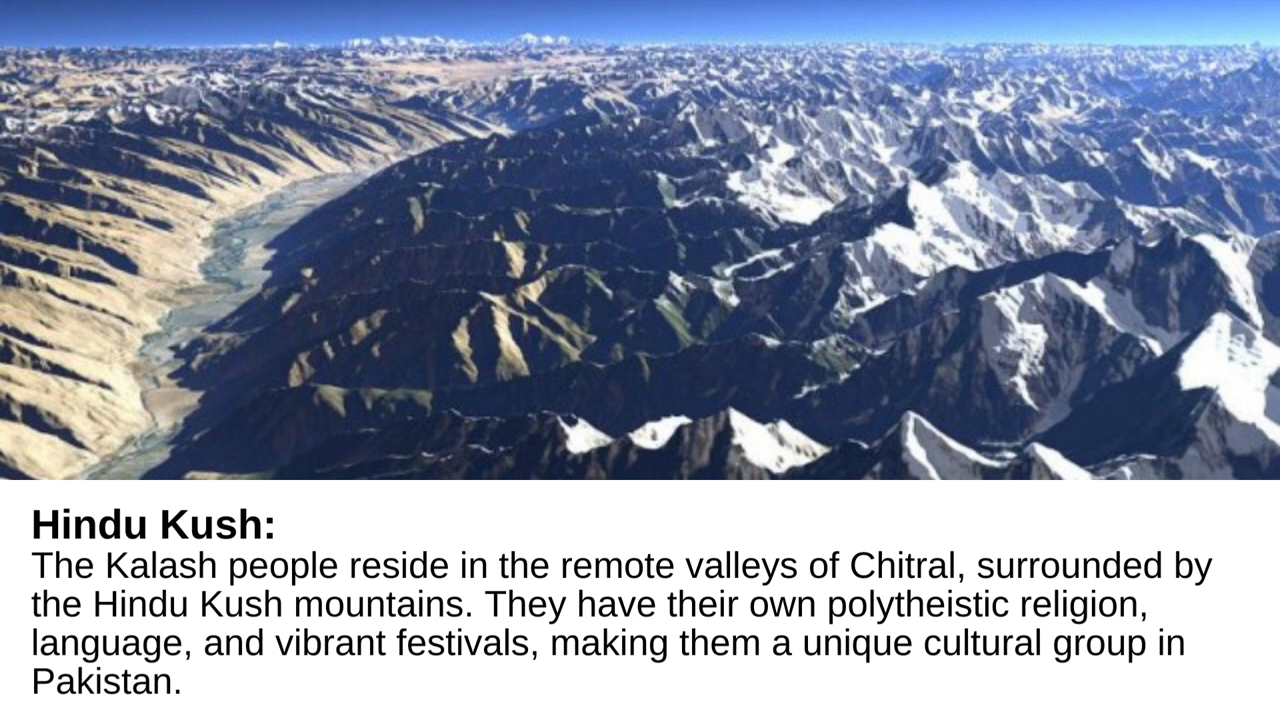 Hindu Kush:
The Kalash people reside in the remote valleys of Chitral, surrounded by
the Hindu Kush mountains. They have their own polytheistic religion,
language, and vibrant festivals, making them a unique cultural group in
Pakistan.